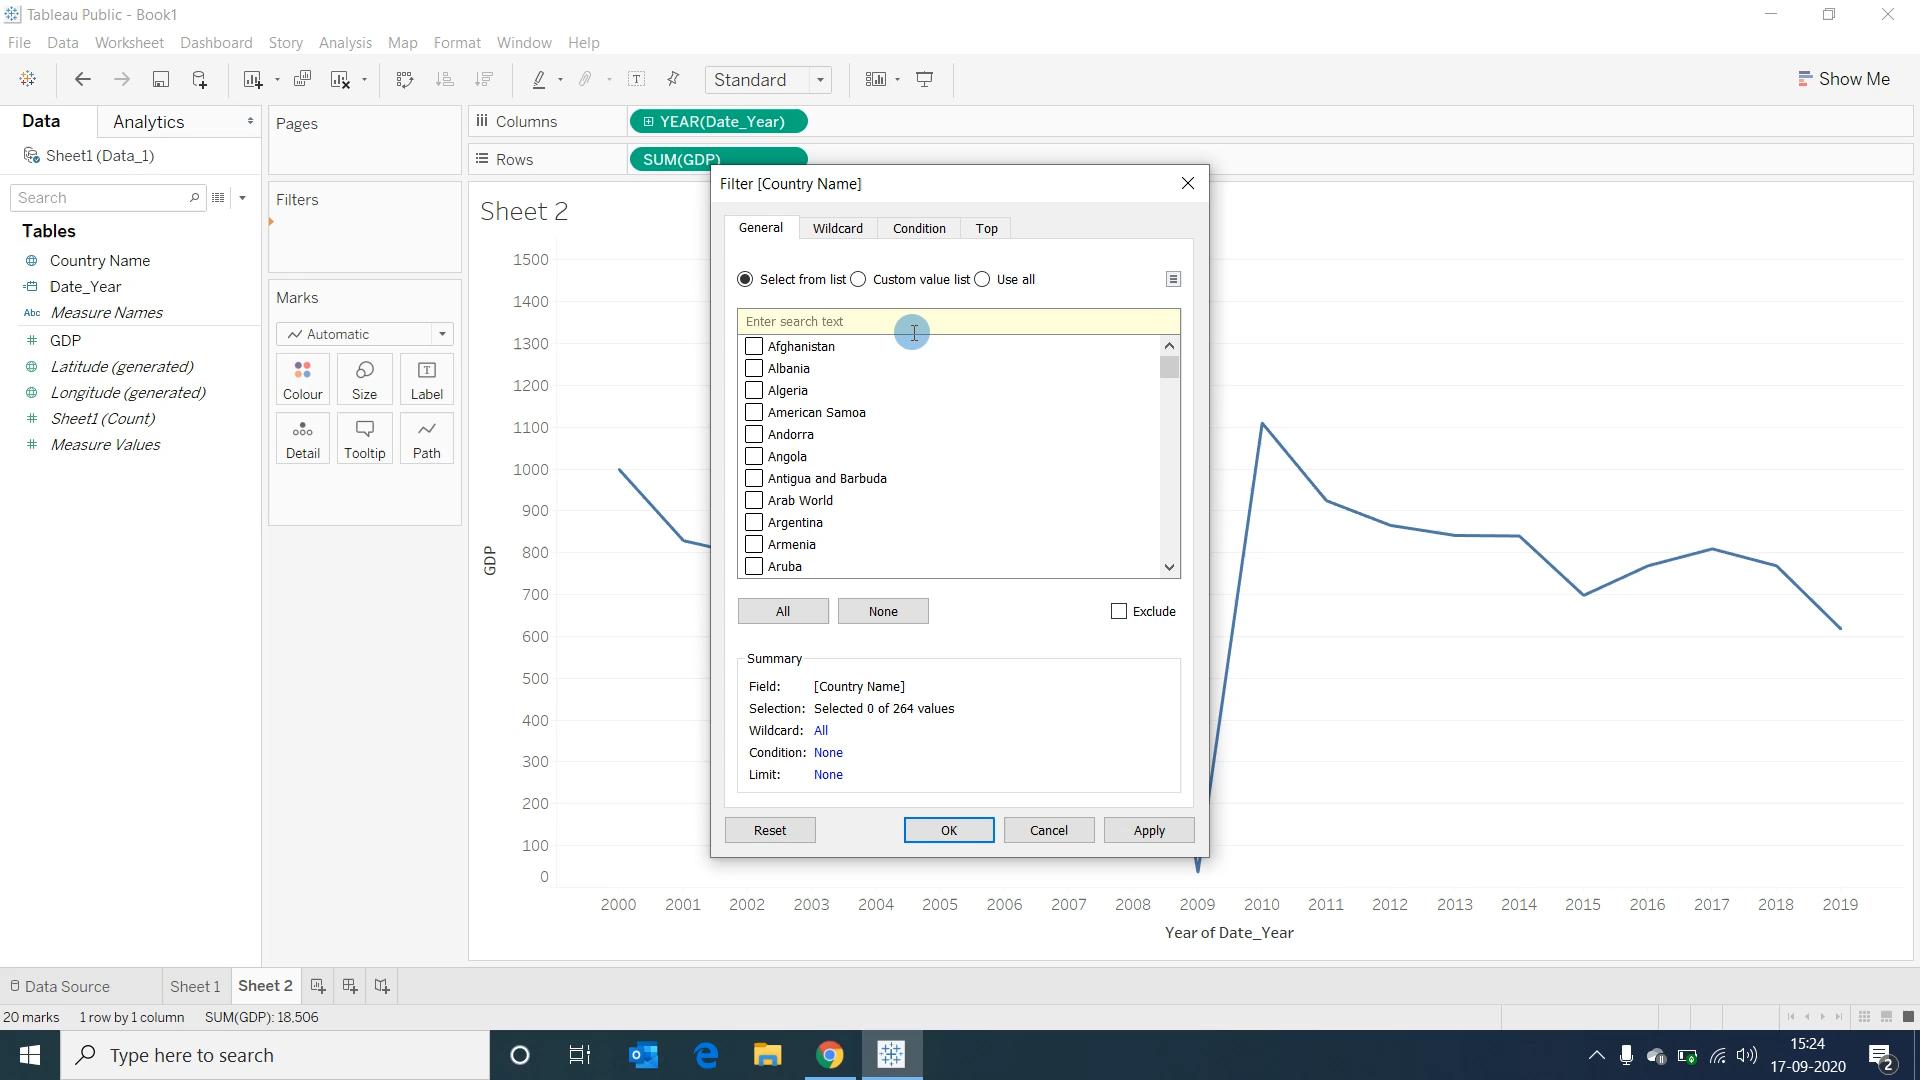 Tableau Public - Book1
File Data Worksheet Dashboard Story Analysis Map Format Window Help
Standard
Show Me
Data Analytics
Sheet1 (Data_1)
Search
Tables
Country Name
Date_Year
Abc Measure Names
GDP
Latitude (generated)
Longitude (generated)
Sheet1 (Count)
Measure Values
Pages
Filters
Marks
Automatic
Colour Size Label
Detail Tooltip Path
Columns YEAR(Date_Year)
Rows SUM(GDP)
Sheet 2
1500
1400
1300
1200
1100
1000
900
800
700
600
500
400
300
200
100
0
GDP
2000 2001 2002 2003 2004 2005 2006 2007 2008 2009 2010 2011 2012 2013 2014 2015 2016 2017 2018 2019
Year of Date_Year
Filter [Country Name]
General Wildcard Condition Top
Select from list Custom value list Use all
Enter search text
Afghanistan
Albania
Algeria
American Samoa
Andorra
Angola
Antigua and Barbuda
Arab World
Argentina
Armenia
Aruba
All None Exclude
Summary
Field: [Country Name]
Selection: Selected 0 of 264 values
Wildcard: All
Condition: None
Limit: None
Reset OK Cancel Apply
Data Source Sheet 1 Sheet 2
20 marks 1 row by 1 column SUM(GDP): 18,506
Type here to search
15:24
17-09-2020
2